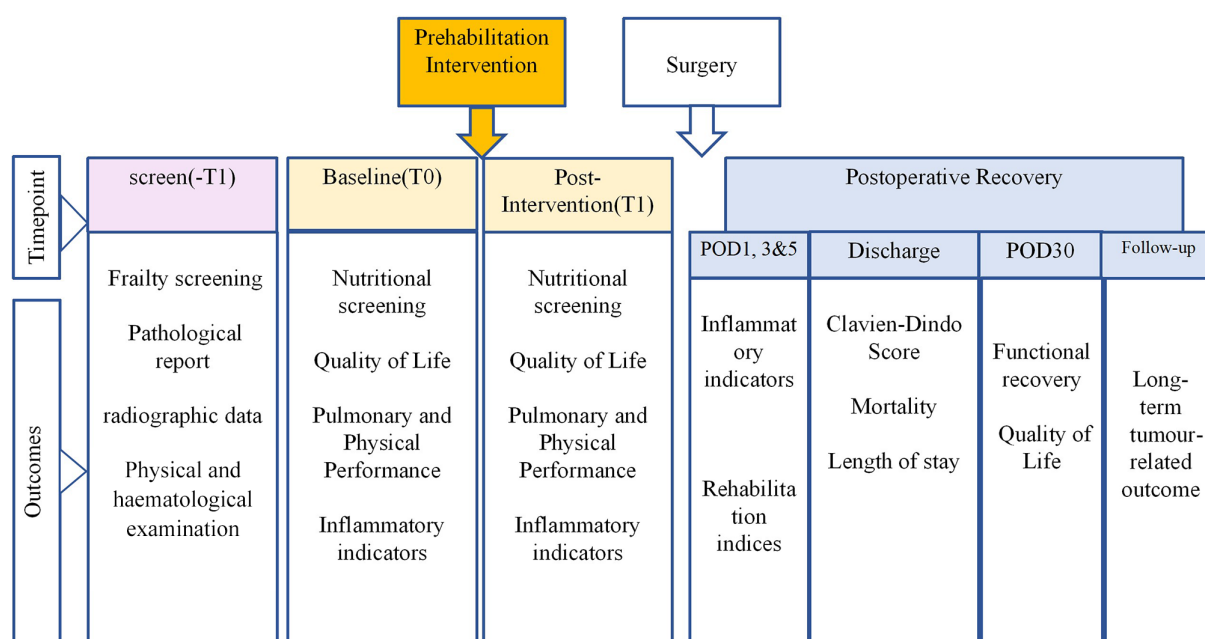 Prehabilitation
Intervention
Surgery
Timepoint
screen(-T1)
Baseline(T0)
Post-
Intervention(T1)
Postoperative Recovery
POD1, 3&5
Discharge
POD30
Follow-up
Outcomes
Frailty screening
Pathological
report
radiographic data
Physical and
haematological
examination
Nutritional
screening
Quality of Life
Pulmonary and
Physical
Performance
Inflammatory
indicators
Nutritional
screening
Quality of Life
Pulmonary and
Physical
Performance
Inflammatory
indicators
Inflammat
ory
indicators
Rehabilita
tion
indices
Clavien-Dindo
Score
Mortality
Length of stay
Functional
recovery
Quality of
Life
Long-
term
tumour-
related
outcome